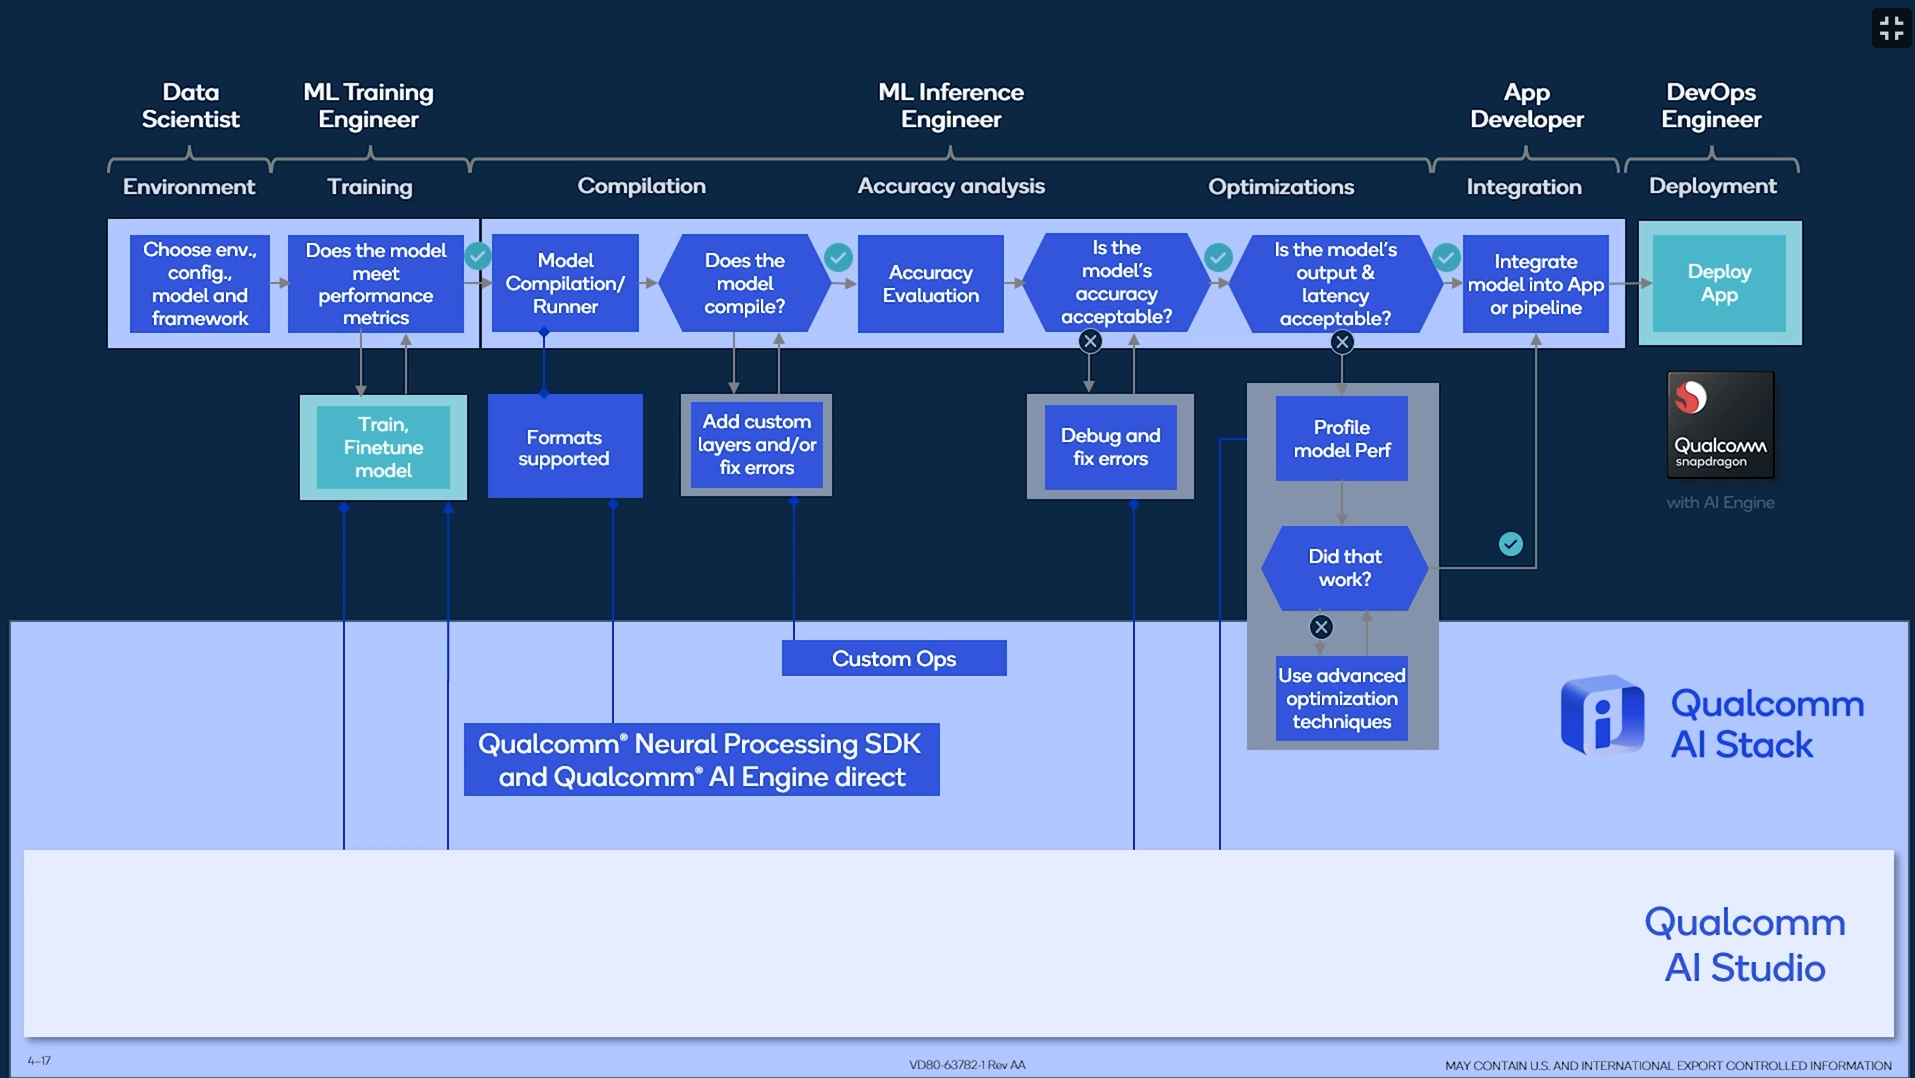 Data
Scientist
ML Training
Engineer
ML Inference
Engineer
App
Developer
DevOps
Engineer
Environment
Training
Compilation
Accuracy analysis
Optimizations
Integration
Deployment
Choose env.,
config.,
model and
framework
Does the model
meet
performance
metrics
Model
Compilation/
Runner
Does the
model
compile?
Accuracy
Evaluation
Is the
model's
accuracy
acceptable?
Is the model's
output &
latency
acceptable?
Integrate
model into App
or pipeline
Deploy
App
Train,
Finetune
model
Formats
supported
Add custom
layers and/or
fix errors
Debug and
fix errors
Profile
model Perf
Qualcomm
snapdragon
with AI Engine
Did that
work?
Use advanced
optimization
techniques
Custom Ops
Qualcomm® Neural Processing SDK
and Qualcomm® AI Engine direct
Qualcomm
AI Stack
Qualcomm
AI Studio
4-17
VD80-63782-1 Rev AA
MAY CONTAIN U.S. AND INTERNATIONAL EXPORT CONTROLLED INFORMATION